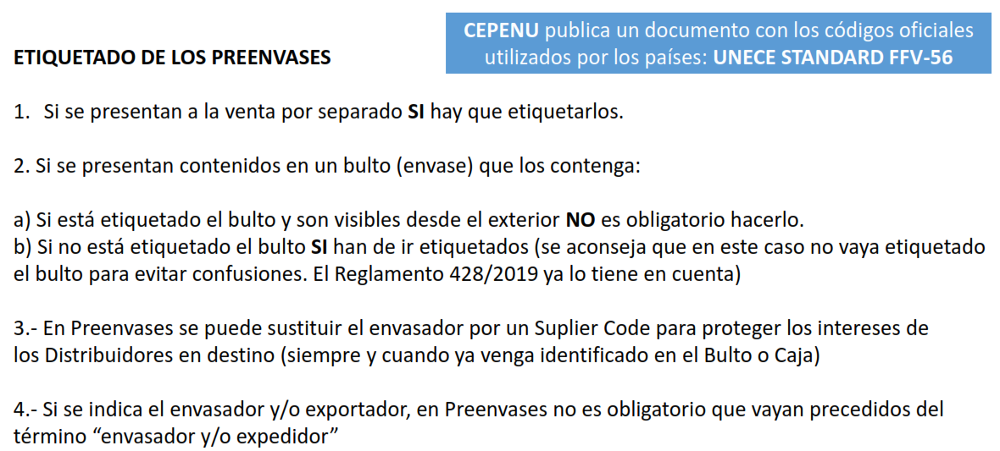 CEPENU publica un documento con los códigos oficiales
utilizados por los países: UNECE STANDARD FFV-56
ETIQUETADO DE LOS PREENVASES
1. Si se presentan a la venta por separado SI hay que etiquetarlos.
2. Si se presentan contenidos en un bulto (envase) que los contenga:
a) Si está etiquetado el bulto y son visibles desde el exterior NO es obligatorio hacerlo.
b) Si no está etiquetado el bulto SI han de ir etiquetados (se aconseja que en este caso no vaya etiquetado
el bulto para evitar confusiones. El Reglamento 428/2019 ya lo tiene en cuenta)
3.- En Preenvases se puede sustituir el envasador por un Suplier Code para proteger los intereses de
los Distribuidores en destino (siempre y cuando ya venga identificado en el Bulto o Caja)
4.- Si se indica el envasador y/o exportador, en Preenvases no es obligatorio que vayan precedidos del
término “envasador y/o expedidor”